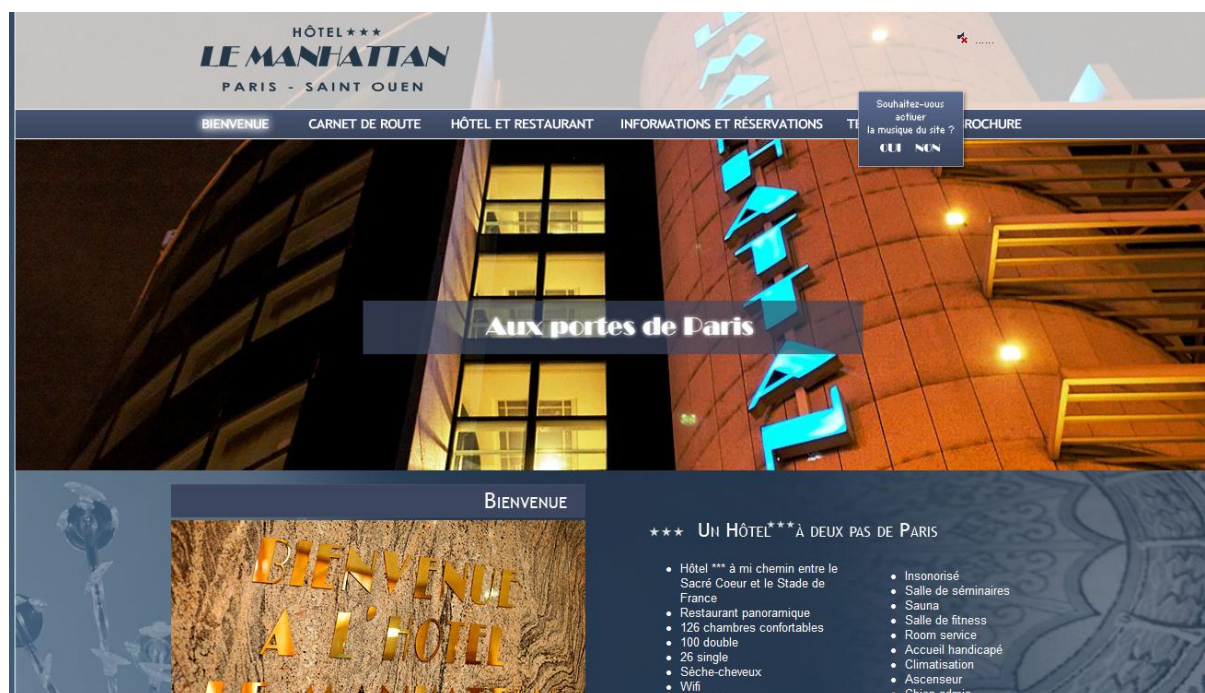 HÔTEL★★★
LE MANHATTAN
PARIS - SAINT OUEN
......
Souhaitez-vous
activer
la musique du site ?
OUI NON
BIENVENUE CARNET DE ROUTE HÔTEL ET RESTAURANT INFORMATIONS ET RÉSERVATIONS
Aux portes de Paris
BIENVENUE
BIENVENUE
A L'HOTEL
★★★ UN HÔTEL★★★À DEUX PAS DE PARIS
Hôtel *** à mi chemin entre le
Sacré Coeur et le Stade de
France
Restaurant panoramique
126 chambres confortables
100 double
26 single
Sèche-cheveux
Wifi
Insonorisé
Salle de séminaires
Sauna
Salle de fitness
Room service
Accueil handicapé
Climatisation
Ascenseur
Chien admis